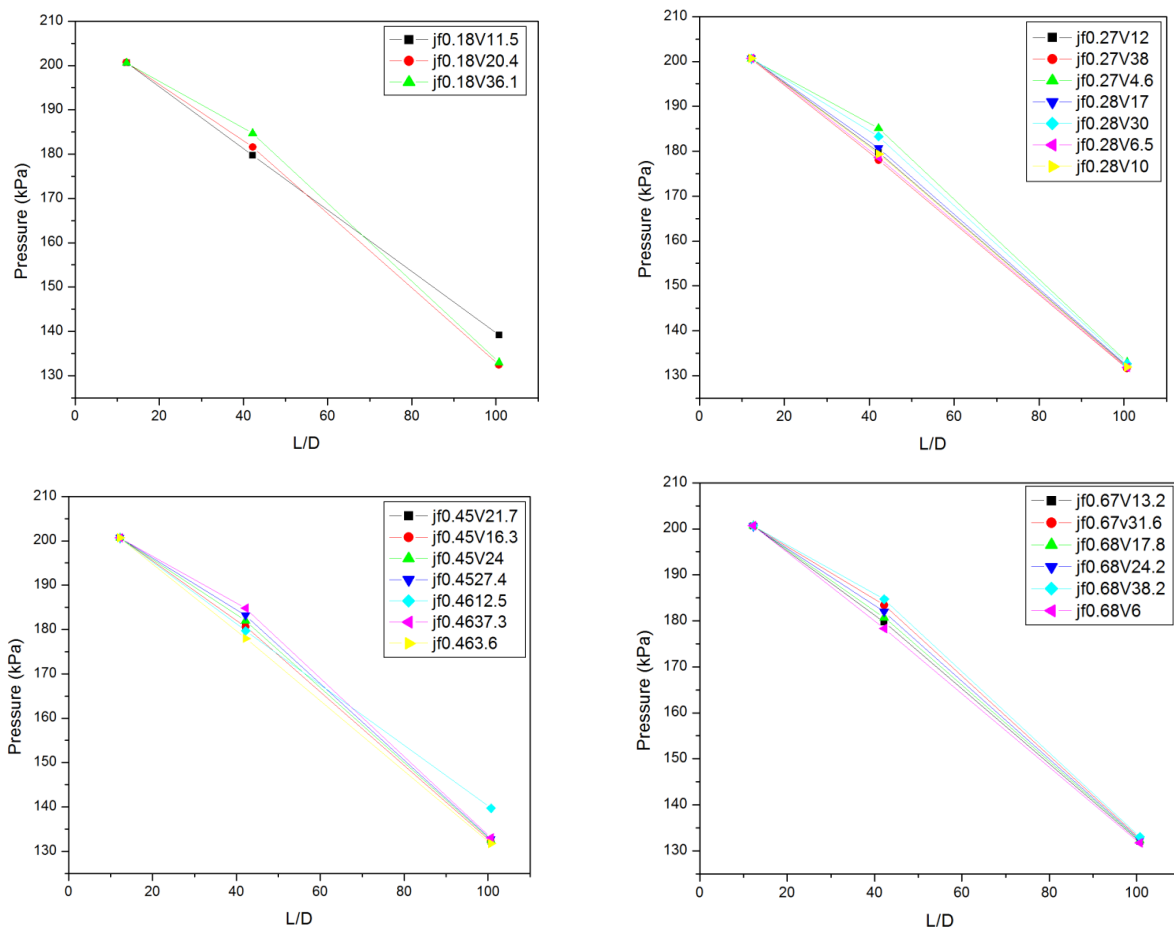 210
200
190
180
170
160
150
140
130
0 20 40 60 80 100
Pressure (kPa)
L/D
jf0.18V11.5
jf0.18V20.4
jf0.18V36.1
210
200
190
180
170
160
150
140
130
0 20 40 60 80 100
Pressure (kPa)
L/D
jf0.27V12
jf0.27V38
jf0.27V4.6
jf0.28V17
jf0.28V30
jf0.28V6.5
jf0.28V10
210
200
190
180
170
160
150
140
130
0 20 40 60 80 100
Pressure (kPa)
L/D
jf0.45V21.7
jf0.45V16.3
jf0.45V24
jf0.4527.4
jf0.4612.5
jf0.4637.3
jf0.463.6
210
200
190
180
170
160
150
140
130
0 20 40 60 80 100
Pressure (kPa)
L/D
jf0.67V13.2
jf0.67v31.6
jf0.68V17.8
jf0.68V24.2
jf0.68V38.2
jf0.68V6